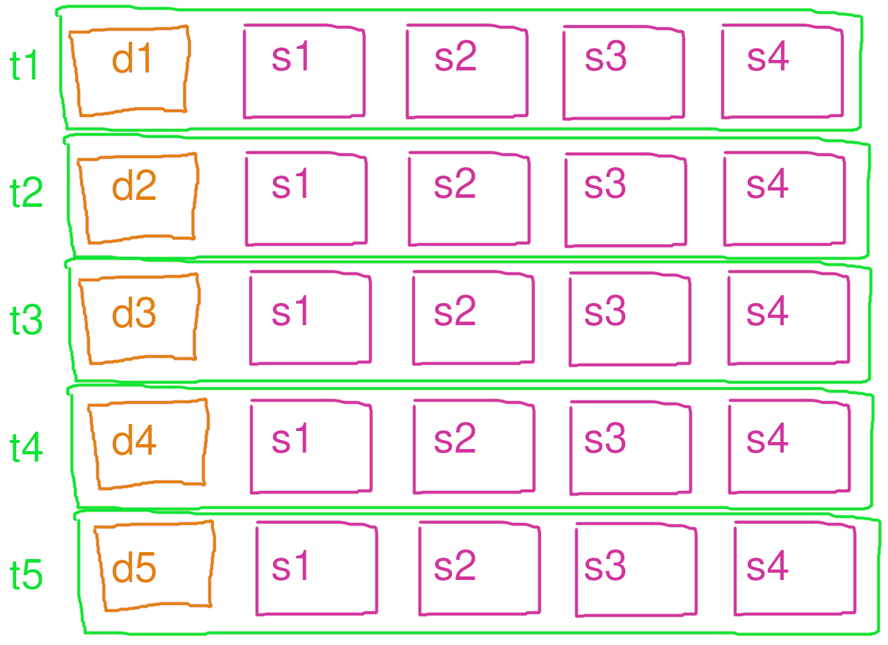 t1 d1 s1 s2 s3 s4
t2 d2 s1 s2 s3 s4
t3 d3 s1 s2 s3 s4
t4 d4 s1 s2 s3 s4
t5 d5 s1 s2 s3 s4